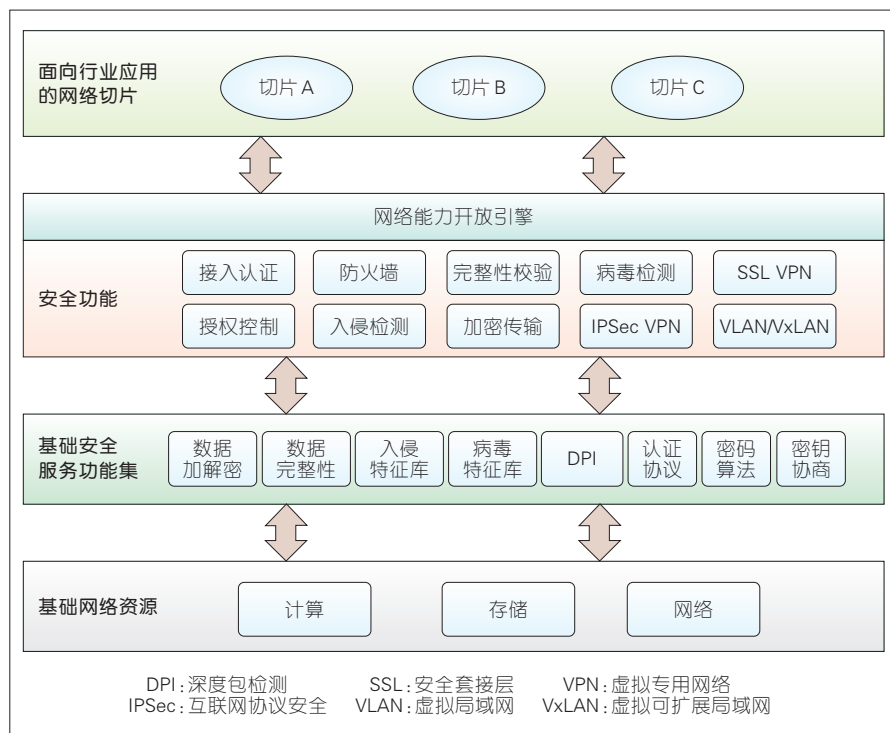 面向行业应用
的网络切片
切片 A
切片 B
切片 C
网络能力开放引擎
安全功能
接入认证
防火墙
完整性校验
病毒检测
SSL VPN
授权控制
入侵检测
加密传输
IPSec VPN
VLAN/VxLAN
基础安全
服务功能集
数据
加解密
数据
完整性
入侵
特征库
病毒
特征库
DPI
认证
协议
密码
算法
密钥
协商
基础网络资源
计算
存储
网络
DPI:深度包检测 SSL:安全套接层 VPN:虚拟专用网络
IPSec:互联网协议安全 VLAN:虚拟局域网 VxLAN:虚拟可扩展局域网